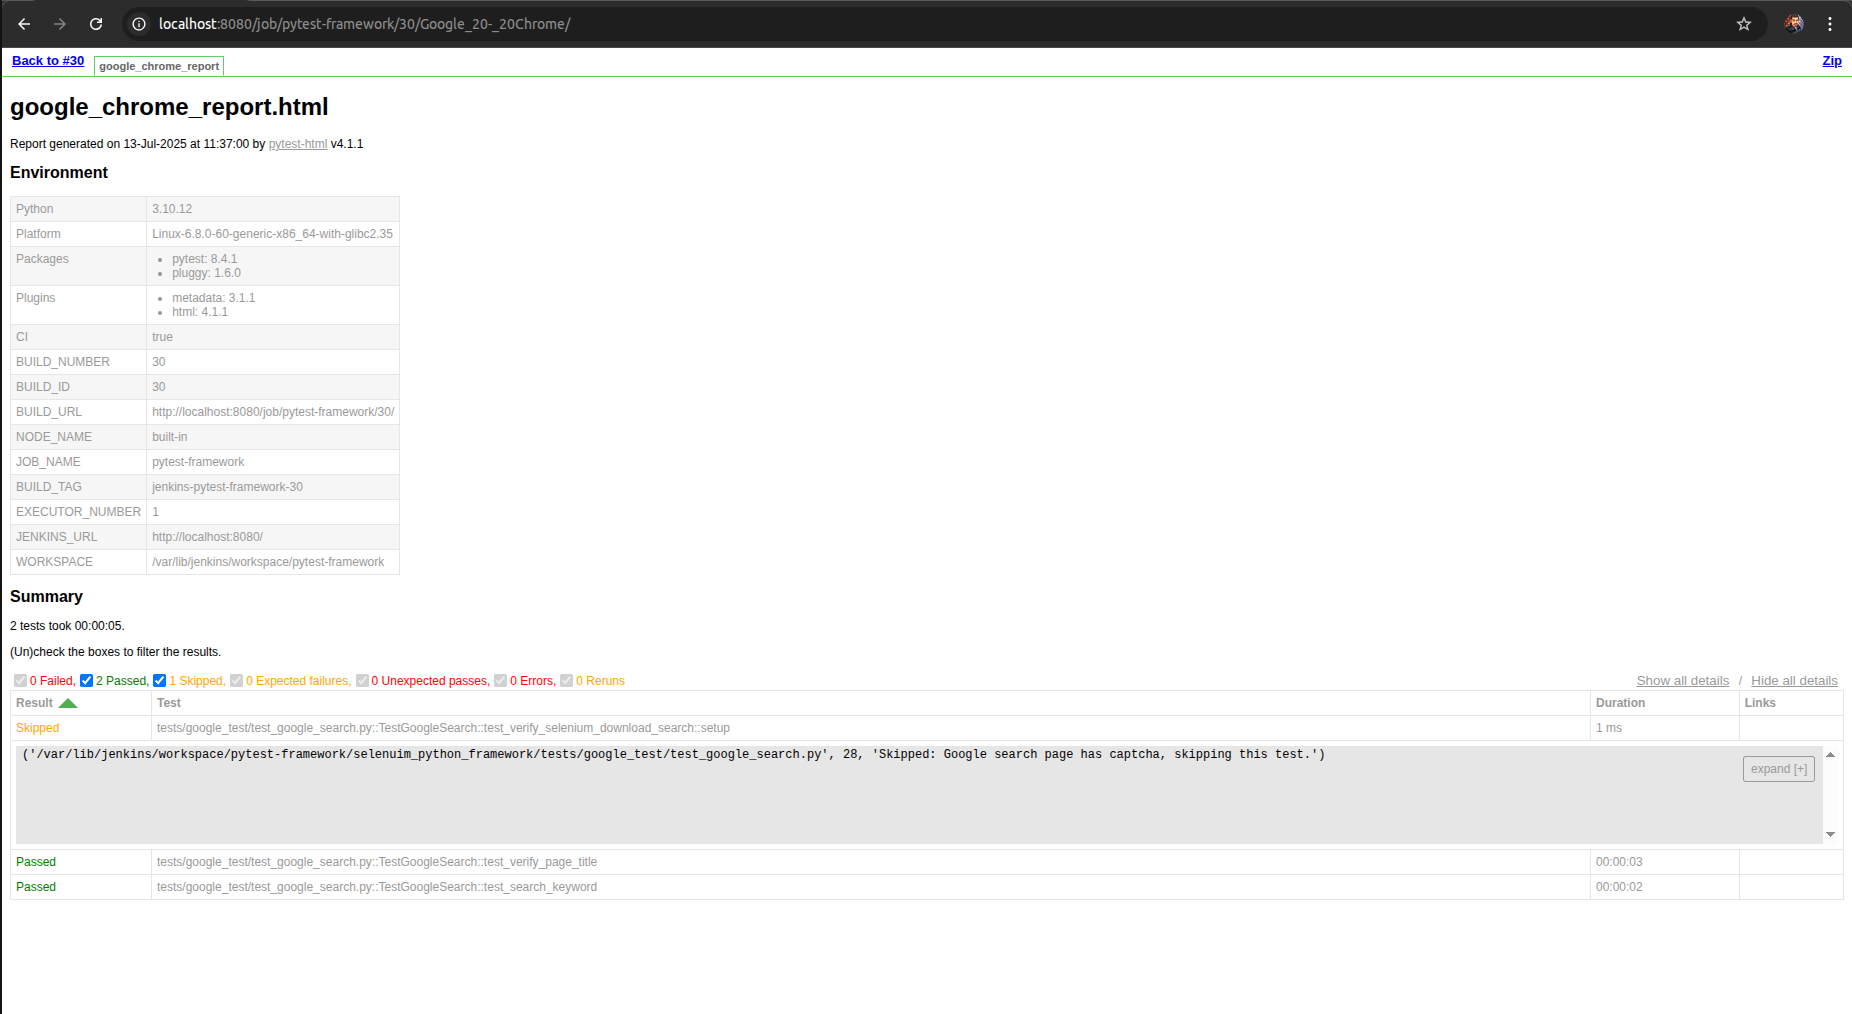 localhost:8080/job/pytest-framework/30/Google_20-_20Chrome/
Back to #30 google_chrome_report Zip
google_chrome_report.html
Report generated on 13-Jul-2025 at 11:37:00 by pytest-html v4.1.1
Environment
Python 3.10.12
Platform Linux-6.8.0-60-generic-x86_64-with-glibc2.35
Packages
• pytest: 8.4.1
• pluggy: 1.6.0
Plugins
• metadata: 3.1.1
• html: 4.1.1
CI true
BUILD_NUMBER 30
BUILD_ID 30
BUILD_URL http://localhost:8080/job/pytest-framework/30/
NODE_NAME built-in
JOB_NAME pytest-framework
BUILD_TAG jenkins-pytest-framework-30
EXECUTOR_NUMBER 1
JENKINS_URL http://localhost:8080/
WORKSPACE /var/lib/jenkins/workspace/pytest-framework
Summary
2 tests took 00:00:05.
(Un)check the boxes to filter the results.
0 Failed, 2 Passed, 1 Skipped, 0 Expected failures, 0 Unexpected passes, 0 Errors, 0 Reruns Show all details / Hide all details
Result Test Duration Links
Skipped tests/google_test/test_google_search.py::TestGoogleSearch::test_verify_selenium_download_search::setup 1 ms
('/var/lib/jenkins/workspace/pytest-framework/selenuim_python_framework/tests/google_test/test_google_search.py', 28, 'Skipped: Google search page has captcha, skipping this test.')
expand [+]
Passed tests/google_test/test_google_search.py::TestGoogleSearch::test_verify_page_title 00:00:03
Passed tests/google_test/test_google_search.py::TestGoogleSearch::test_search_keyword 00:00:02